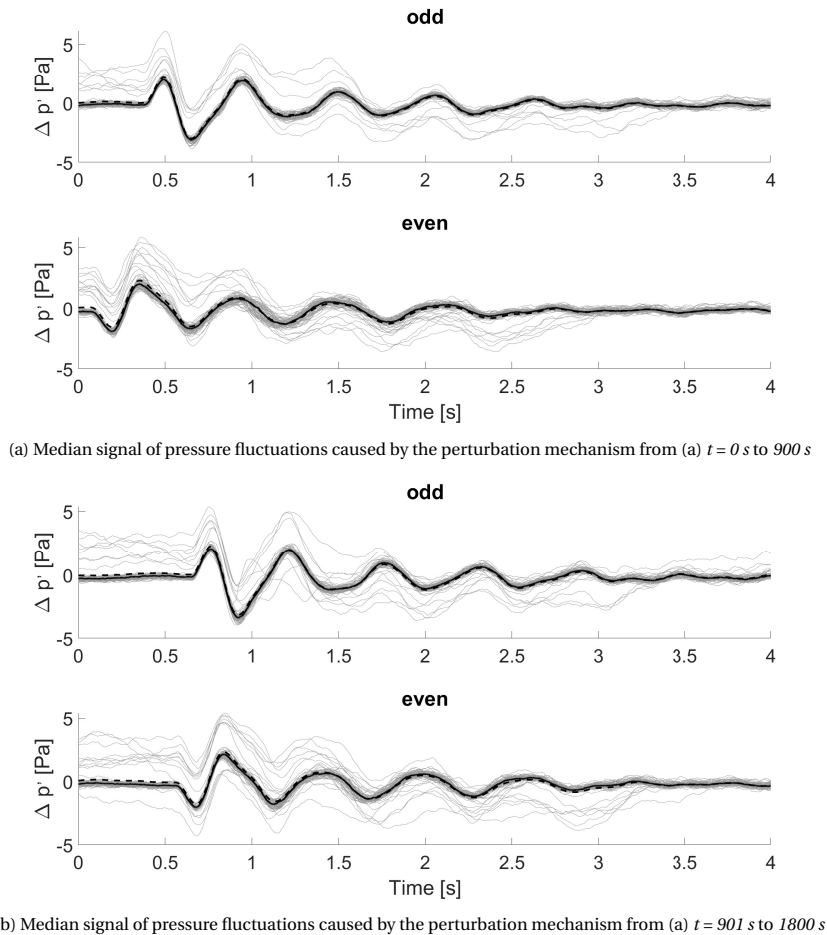 odd
Δ p' [Pa]
5
0
-5
0 0.5 1 1.5 2 2.5 3 3.5 4
even
Δ p' [Pa]
5
0
-5
0 0.5 1 1.5 2 2.5 3 3.5 4
Time [s]
(a) Median signal of pressure fluctuations caused by the perturbation mechanism from (a) t = 0 s to 900 s
odd
Δ p' [Pa]
5
0
-5
0 0.5 1 1.5 2 2.5 3 3.5 4
even
Δ p' [Pa]
5
0
-5
0 0.5 1 1.5 2 2.5 3 3.5 4
Time [s]
b) Median signal of pressure fluctuations caused by the perturbation mechanism from (a) t = 901 s to 1800 s